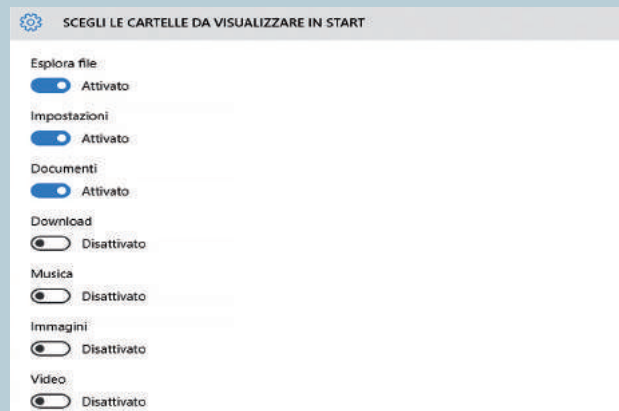 SCEGLI LE CARTELLE DA VISUALIZZARE IN START
Esplora file
Attivato
Impostazioni
Attivato
Documenti
Attivato
Download
Disattivato
Musica
Disattivato
Immagini
Disattivato
Video
Disattivato